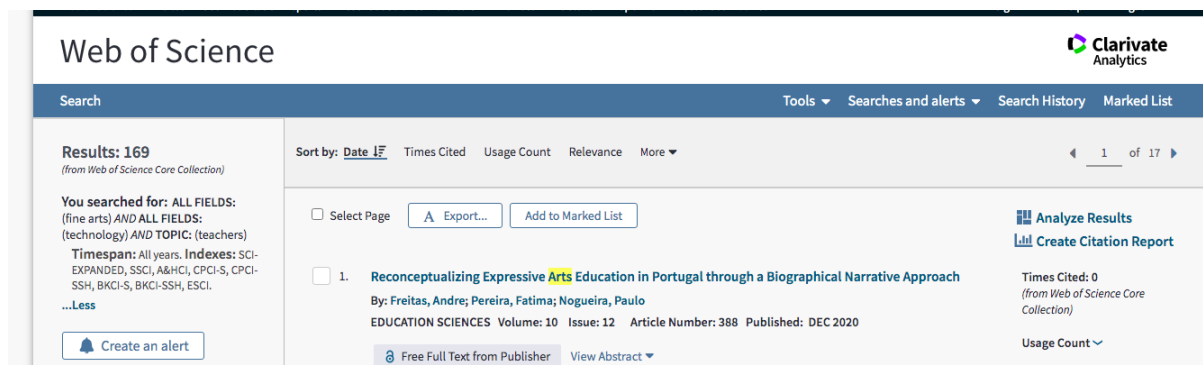 Web of Science
Clarivate
Analytics
Search
Tools
Searches and alerts
Search History
Marked List
Results: 169
(from Web of Science Core Collection)
You searched for: ALL FIELDS:
(fine arts) AND ALL FIELDS:
(technology) AND TOPIC: (teachers)
Timespan: All years. Indexes: SCI-
EXPANDED, SSCI, A&HCI, CPCI-S, CPCI-
SSH, BKCI-S, BKCI-SSH, ESCI.
...Less
Create an alert
Sort by: Date Times Cited Usage Count Relevance More
1 of 17
Select Page
Export...
Add to Marked List
1. Reconceptualizing Expressive Arts Education in Portugal through a Biographical Narrative Approach
By: Freitas, Andre; Pereira, Fatima; Nogueira, Paulo
EDUCATION SCIENCES Volume: 10 Issue: 12 Article Number: 388 Published: DEC 2020
Free Full Text from Publisher
View Abstract
Analyze Results
Create Citation Report
Times Cited: 0
(from Web of Science Core
Collection)
Usage Count